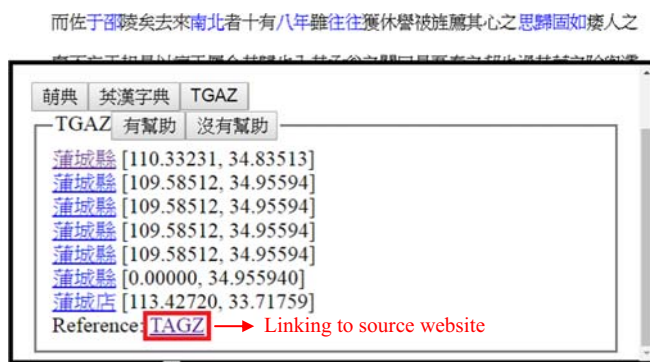 而佐于邵陵矣去來南北者十有八年雖往往獲休譽被旌薦其心之思歸固如痿人之
萌典 英漢字典 TGAZ
TGAZ 有幫助 沒有幫助
蒲城縣 [110.33231, 34.83513]
蒲城縣 [109.58512, 34.95594]
蒲城縣 [109.58512, 34.95594]
蒲城縣 [109.58512, 34.95594]
蒲城縣 [109.58512, 34.95594]
蒲城縣 [0.00000, 34.955940]
蒲城店 [113.42720, 33.71759]
Reference: TAGZ Linking to source website